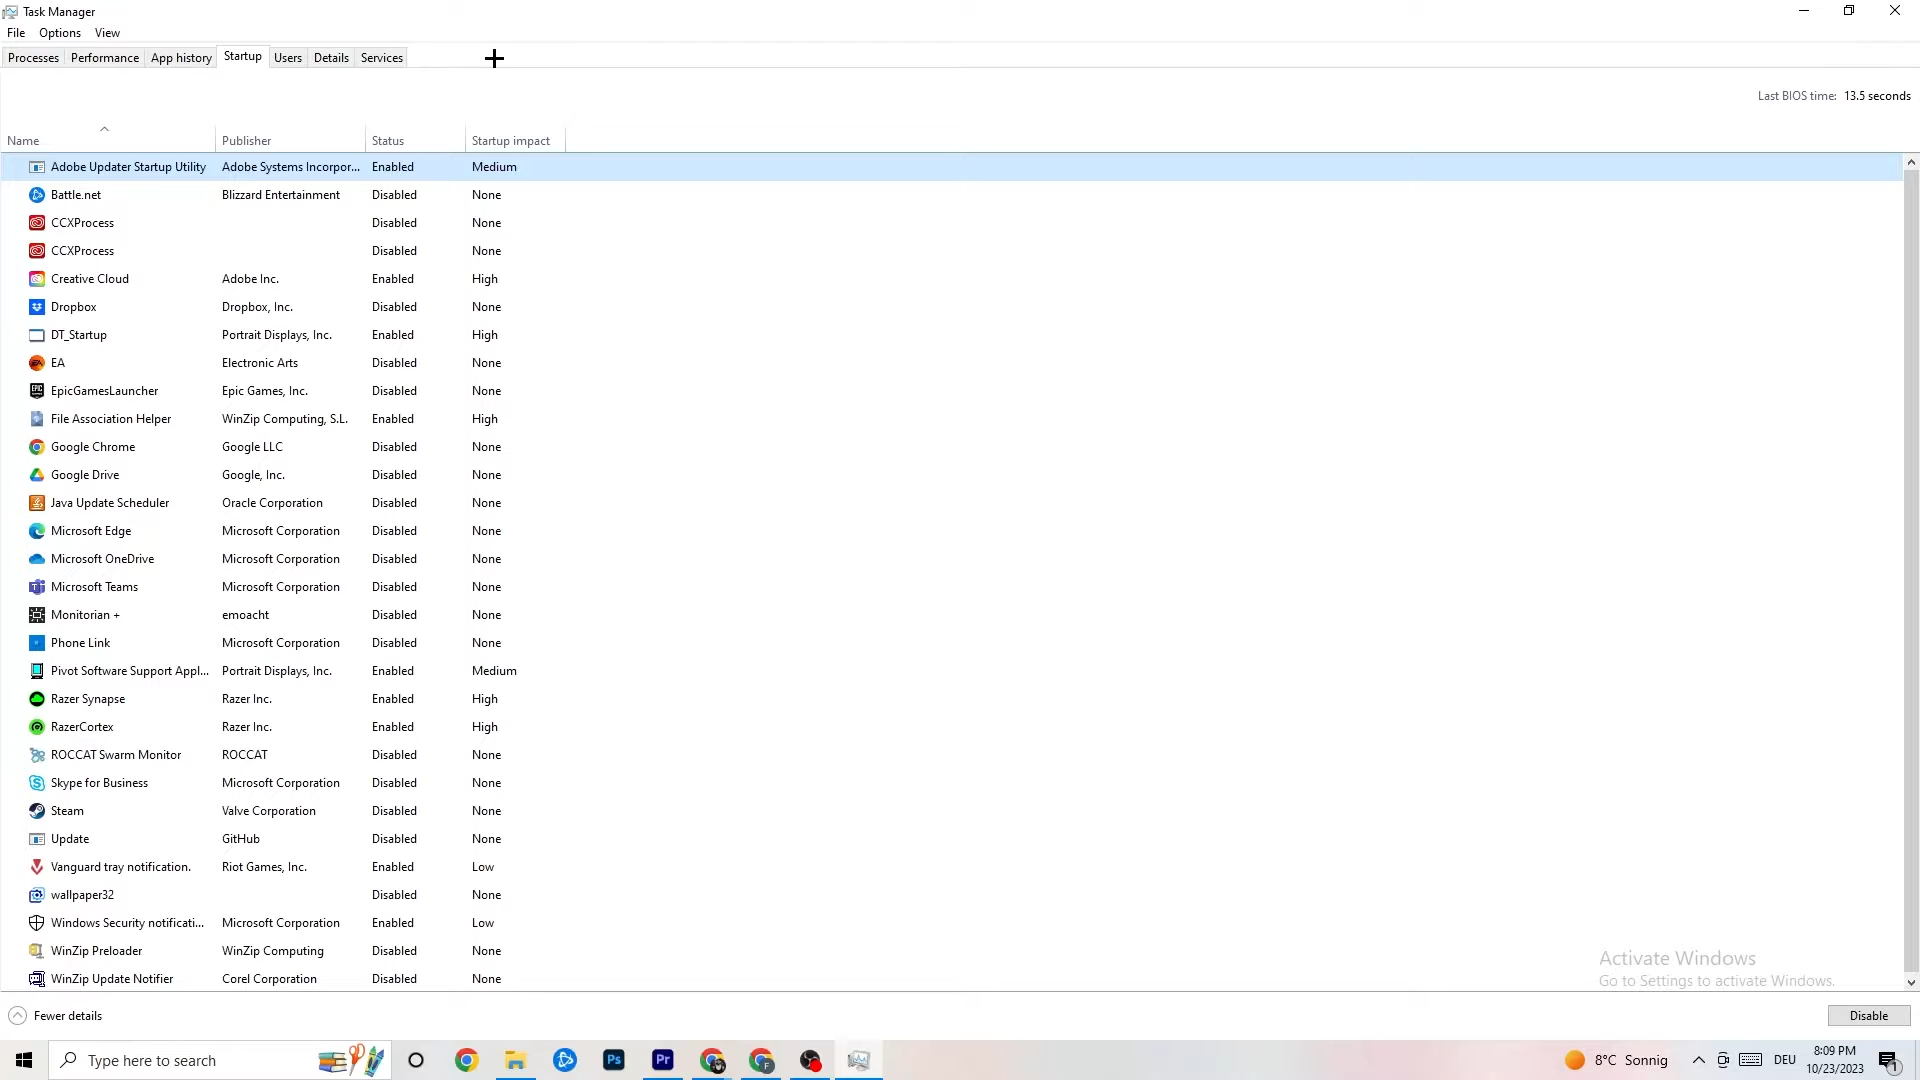 Task Manager
File Options View
Processes Performance App history Startup Users Details Services
Last BIOS time: 13.5 seconds
Name Publisher Status Startup impact
Adobe Updater Startup Utility Adobe Systems Incorpor... Enabled Medium
Battle.net Blizzard Entertainment Disabled None
CCXProcess Disabled None
CCXProcess Disabled None
Creative Cloud Adobe Inc. Enabled High
Dropbox Dropbox, Inc. Disabled None
DT_Startup Portrait Displays, Inc. Enabled High
EA Electronic Arts Disabled None
EpicGamesLauncher Epic Games, Inc. Disabled None
File Association Helper WinZip Computing, S.L. Enabled High
Google Chrome Google LLC Disabled None
Google Drive Google, Inc. Disabled None
Java Update Scheduler Oracle Corporation Disabled None
Microsoft Edge Microsoft Corporation Disabled None
Microsoft OneDrive Microsoft Corporation Disabled None
Microsoft Teams Microsoft Corporation Disabled None
Monitorian + emoacht Disabled None
Phone Link Microsoft Corporation Disabled None
Pivot Software Support Appl... Portrait Displays, Inc. Enabled Medium
Razer Synapse Razer Inc. Enabled High
RazerCortex Razer Inc. Enabled High
ROCCAT Swarm Monitor ROCCAT Disabled None
Skype for Business Microsoft Corporation Disabled None
Steam Valve Corporation Disabled None
Update GitHub Disabled None
Vanguard tray notification. Riot Games, Inc. Enabled Low
wallpaper32 Disabled None
Windows Security notificati... Microsoft Corporation Enabled Low
WinZip Preloader WinZip Computing Disabled None
WinZip Update Notifier Corel Corporation Disabled None
Activate Windows
Go to Settings to activate Windows.
Fewer details Disable
Type here to search Ps Pr F 8°C Sonnig DEU 8:09 PM
10/23/2023 1